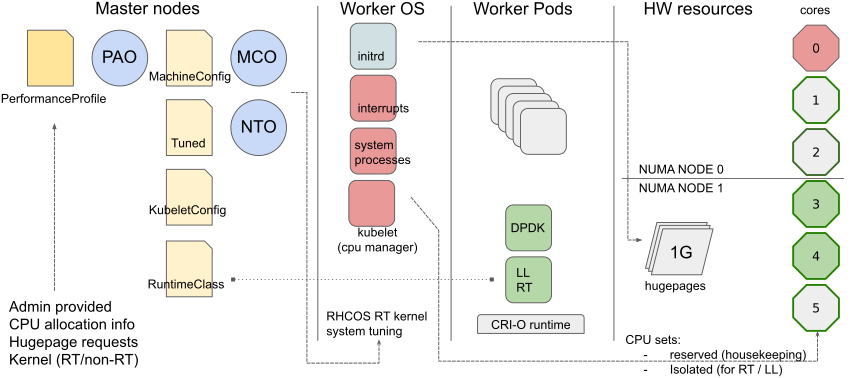 Master nodes
Worker OS
Worker Pods
HW resources
cores
PerformanceProfile
PAO
MachineConfig
MCO
Tuned
NTO
KubeletConfig
RuntimeClass
Admin provided
CPU allocation info
Hugepage requests
Kernel (RT/non-RT)
initrd
interrupts
system
processes
kubelet
(cpu manager)
RHCOS RT kernel
system tuning
DPDK
LL
RT
CRI-O runtime
NUMA NODE 0
NUMA NODE 1
1G
hugepages
0
1
2
3
4
5
CPU sets:
- reserved (housekeeping)
- Isolated (for RT / LL)